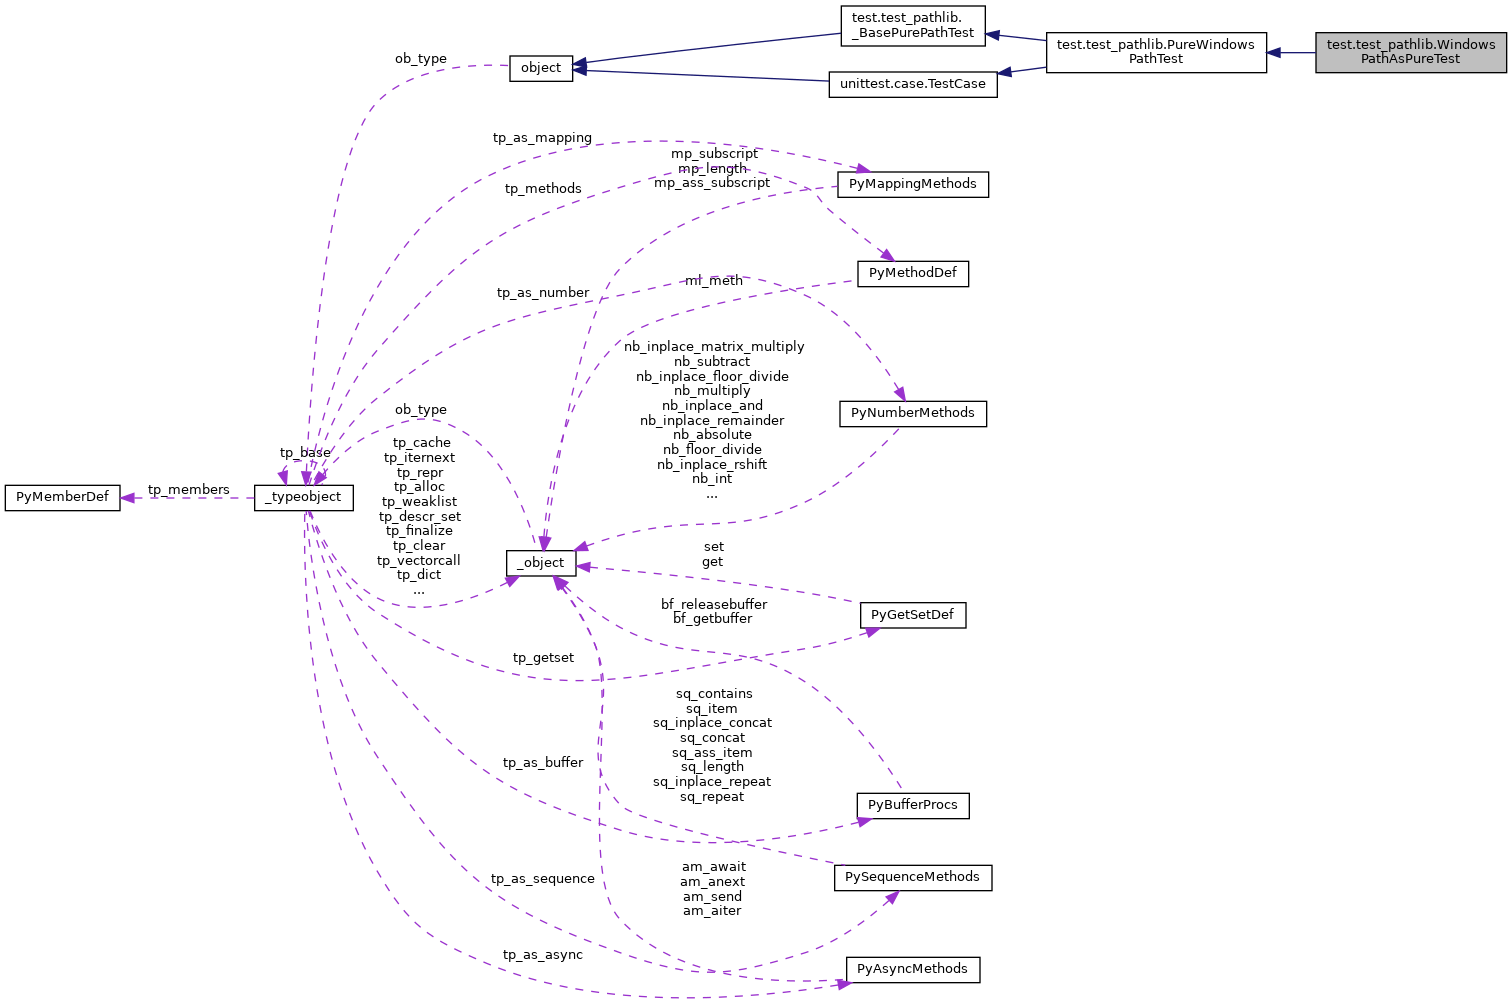 test.test_pathlib.
_BasePurePathTest
test.test_pathlib.PureWindows
PathTest
test.test_pathlib.Windows
PathAsPureTest
ob_type
object
unittest.case.TestCase
tp_as_mapping
mp_subscript
mp_length
mp_ass_subscript
PyMappingMethods
tp_methods
PyMethodDef
ml_meth
tp_as_number
nb_inplace_matrix_multiply
nb_subtract
nb_inplace_floor_divide
nb_multiply
nb_inplace_and
nb_inplace_remainder
nb_absolute
nb_floor_divide
nb_inplace_rshift
nb_int
...
PyNumberMethods
ob_type
tp_cache
tp_iternext
tp_repr
tp_alloc
tp_weaklist
tp_descr_set
tp_finalize
tp_clear
tp_vectorcall
tp_dict
...
tp_base
PyMemberDef
tp_members
_typeobject
_object
set
get
PyGetSetDef
bf_releasebuffer
bf_getbuffer
tp_getset
sq_contains
sq_item
sq_inplace_concat
sq_concat
sq_ass_item
sq_length
sq_inplace_repeat
sq_repeat
tp_as_buffer
PyBufferProcs
PySequenceMethods
tp_as_sequence
am_await
am_anext
am_send
am_aiter
tp_as_async
PyAsyncMethods